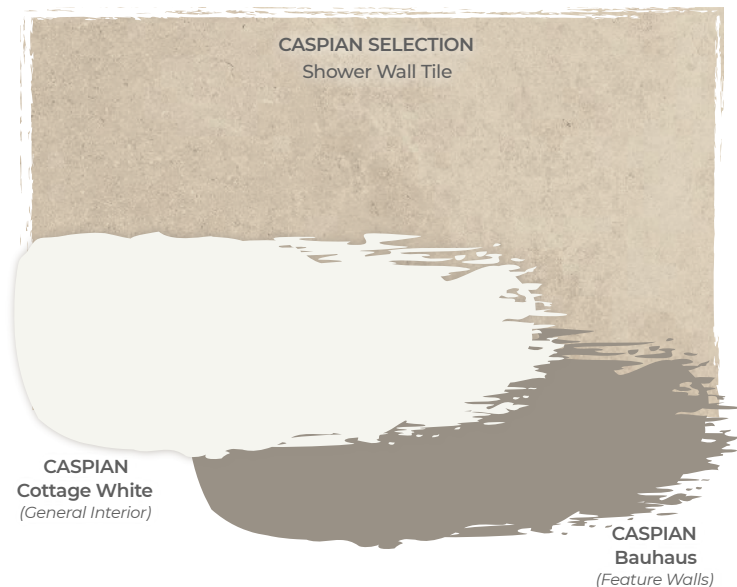 CASPIAN SELECTION
Shower Wall Tile
CASPIAN
Cottage White
(General Interior)
CASPIAN
Bauhaus
(Feature Walls)